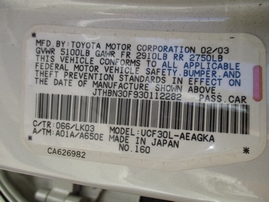 MFD. BY: TOYOTA MOTOR CORPORATION 02/03
GVWR 5100LB GAWR FR 2910LB RR 2750LB
THIS VEHICLE CONFORMS TO ALL APPLICABLE
FEDERAL MOTOR VEHICLE SAFETY, BUMPER, AND
THEFT PREVENTION STANDARDS IN EFFECT ON
THE DATE OF MANUFACTURE SHOWN ABOVE.
JTHBN30F930112282 PASS.CAR
C/TR: 066/LK03 MODEL: UCF30L-AEAGKA
A/TM: A01A/A650E MADE IN JAPAN
NO.160
CA626982